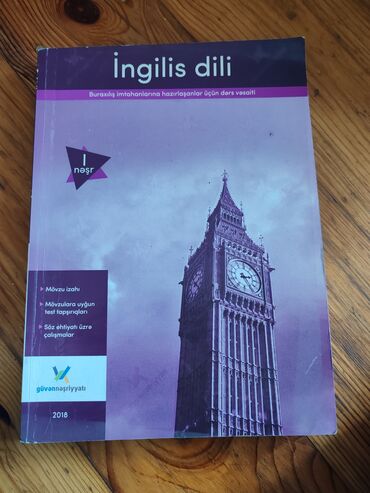 İngilis dili
Buraxılış imtahanlarına hazırlaşanlar üçün dərs vəsaiti
I
nəşr
Mövzu izahı
Mövzulara uyğun
test tapşırıqları
Söz ehtiyatı üzrə
çalışmalar
güvənnəşriyyatı
2018